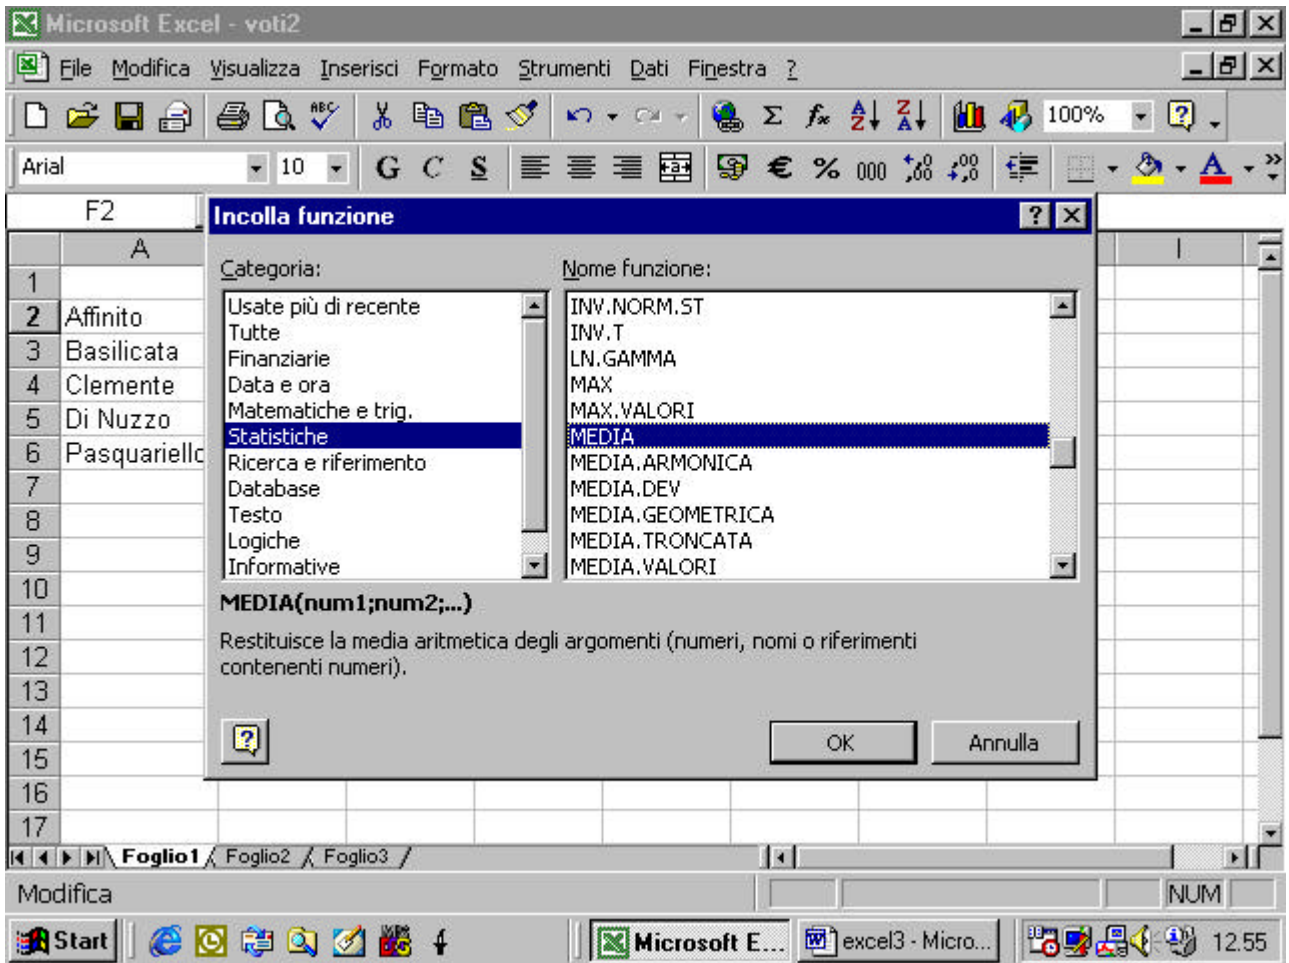 Microsoft Excel - voti2
File Modifica Visualizza Inserisci Formato Strumenti Dati Finestra ?
ABC Σ fx A Z Z A 100% ?
Arial 10 G C S a € % 000 ,00 A »
F2
Incolla funzione ?
A I
Categoria: Nome funzione:
1
2 Affinito
3 Basilicata
4 Clemente
5 Di Nuzzo
6 Pasquariello
7
8
9
10
11
12
13
14
15
16
17
Usate più di recente
Tutte
Finanziarie
Data e ora
Matematiche e trig.
Statistiche
Ricerca e riferimento
Database
Testo
Logiche
Informative
INV.NORM.ST
INV.T
LN.GAMMA
MAX
MAX.VALORI
MEDIA
MEDIA.ARMONICA
MEDIA.DEV
MEDIA.GEOMETRICA
MEDIA.TRONCATA
MEDIA.VALORI
MEDIA(num1;num2;...)
Restituisce la media aritmetica degli argomenti (numeri, nomi o riferimenti
contenenti numeri).
? OK Annulla
Foglio1 Foglio2 Foglio3
Modifica NUM
Start Microsoft E... excel3 - Micro... 12.55